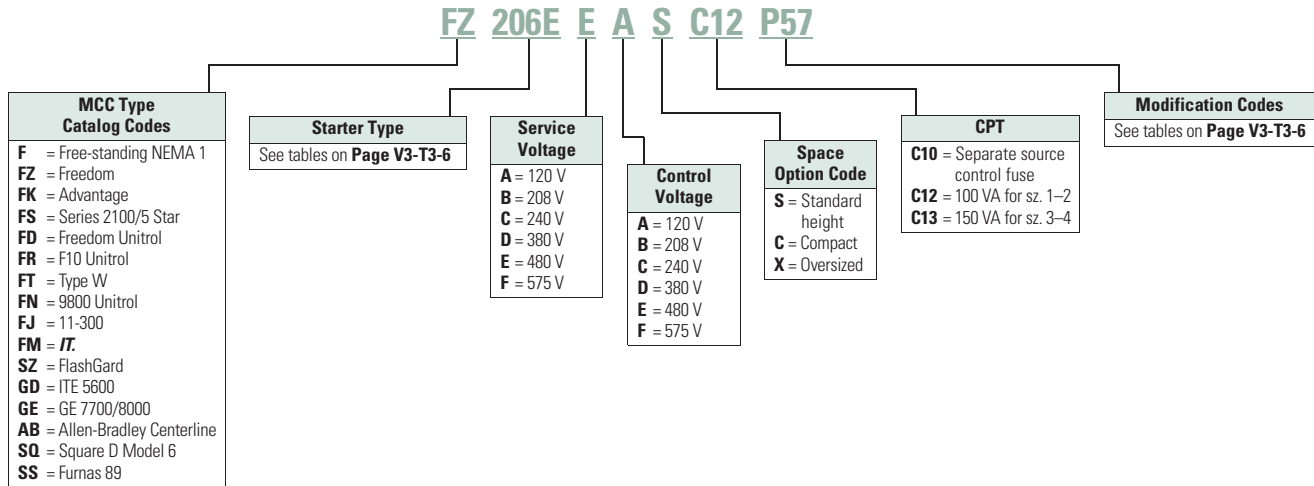 FZ 206E E A S C12 P57
MCC Type
Catalog Codes
F = Free-standing NEMA 1
FZ = Freedom
FK = Advantage
FS = Series 2100/5 Star
FD = Freedom Unitrol
FR = F10 Unitrol
FT = Type W
FN = 9800 Unitrol
FJ = 11-300
FM = IT.
SZ = FlashGard
GD = ITE 5600
GE = GE 7700/8000
AB = Allen-Bradley Centerline
SQ = Square D Model 6
SS = Furnas 89
Starter Type
See tables on Page V3-T3-6
Service
Voltage
A = 120 V
B = 208 V
C = 240 V
D = 380 V
E = 480 V
F = 575 V
Control
Voltage
A = 120 V
B = 208 V
C = 240 V
D = 380 V
E = 480 V
F = 575 V
Space
Option Code
S = Standard
height
C = Compact
X = Oversized
CPT
C10 = Separate source
control fuse
C12 = 100 VA for sz. 1–2
C13 = 150 VA for sz. 3–4
Modification Codes
See tables on Page V3-T3-6